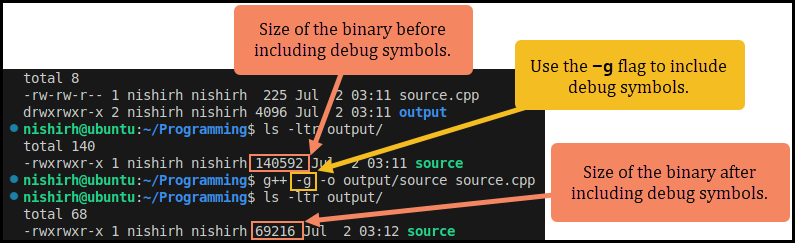 Size of the binary before
including debug symbols.
Use the –g flag to include
debug symbols.
total 8
-rw-rw-r-- 1 nishirh nishirh  225 Jul  2 03:11 source.cpp
drwxrwxr-x 2 nishirh nishirh 4096 Jul  2 03:11 output
nishirh@ubuntu:~/Programming$ ls -ltr output/
total 140
-rwxrwxr-x 1 nishirh nishirh 140592 Jul  2 03:11 source
nishirh@ubuntu:~/Programming$ g++ -g -o output/source source.cpp
nishirh@ubuntu:~/Programming$ ls -ltr output/
total 68
-rwxrwxr-x 1 nishirh nishirh 69216 Jul  2 03:12 source
Size of the binary after
including debug symbols.